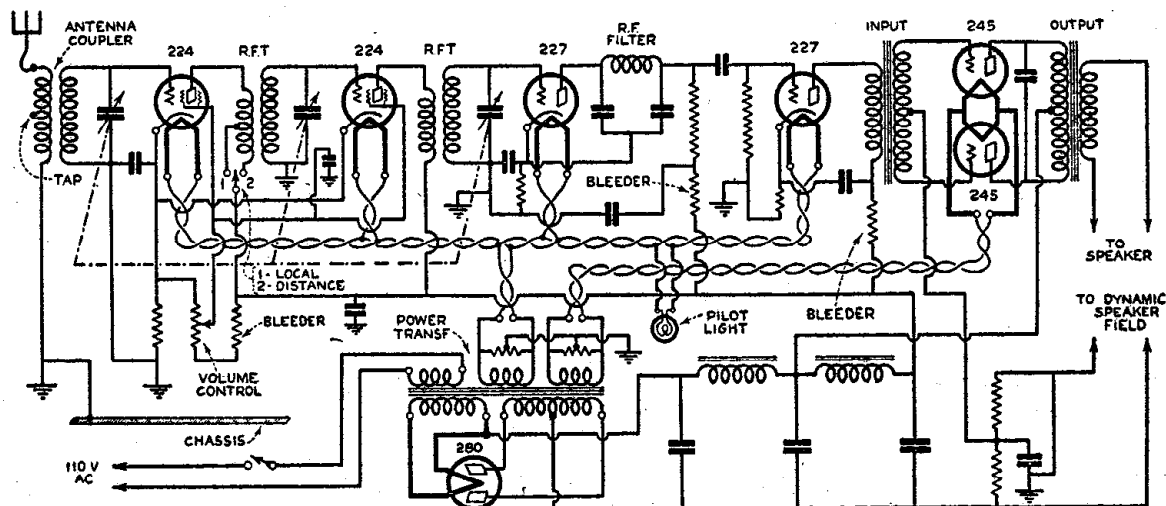 ANTENNA
COUPLER
224
R.F.T
224
RFT
227
R.F.
FILTER
227
INPUT
245
OUTPUT
TAP
1
2
BLEEDER
245
1- LOCAL
2- DISTANCE
TO
SPEAKER
BLEEDER
POWER
TRANSF
PILOT
LIGHT
BLEEDER
TO DYNAMIC
SPEAKER
FIELD
VOLUME
CONTROL
CHASSIS
110 V
AC
280